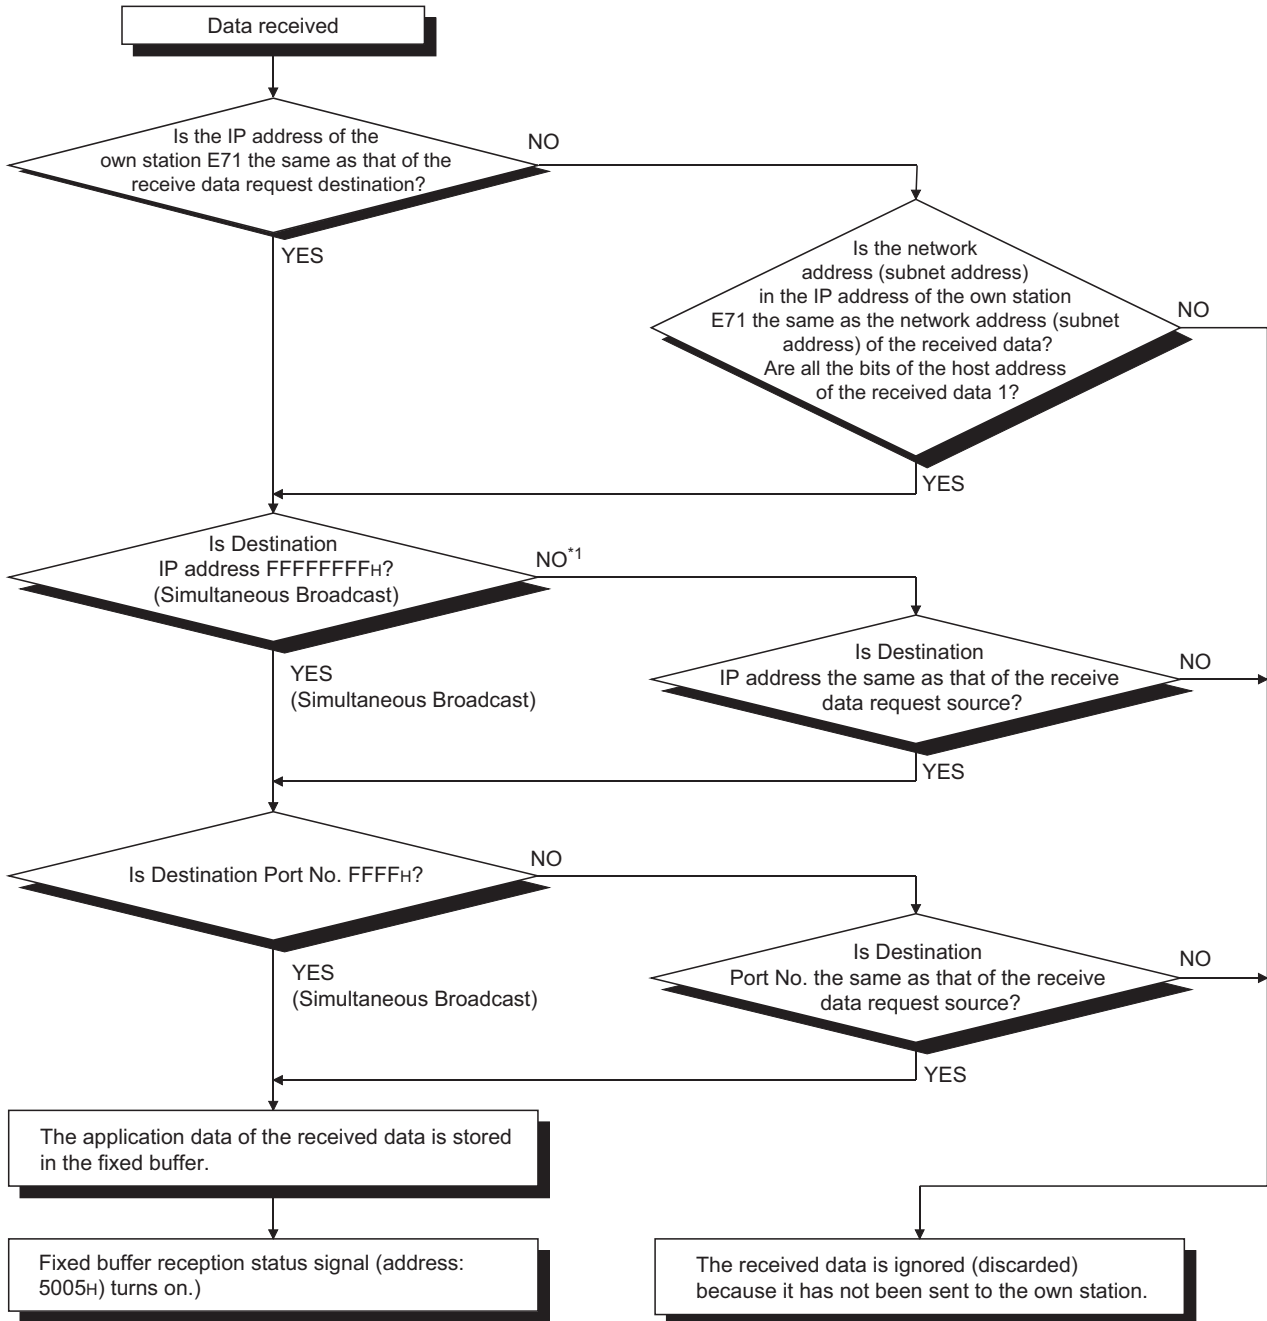 Data received
Is the IP address of the
own station E71 the same as that of the
receive data request destination?
NO
YES
Is the network
address (subnet address)
in the IP address of the own station
E71 the same as the network address (subnet
address) of the received data?
Are all the bits of the host address
of the received data 1?
NO
YES
Is Destination
IP address FFFFFFFFH?
(Simultaneous Broadcast)
NO*1
YES
(Simultaneous Broadcast)
Is Destination
IP address the same as that of the receive
data request source?
NO
YES
Is Destination Port No. FFFFH?
NO
YES
(Simultaneous Broadcast)
Is Destination
Port No. the same as that of the receive
data request source?
NO
YES
The application data of the received data is stored
in the fixed buffer.
Fixed buffer reception status signal (address:
5005H) turns on.)
The received data is ignored (discarded)
because it has not been sent to the own station.